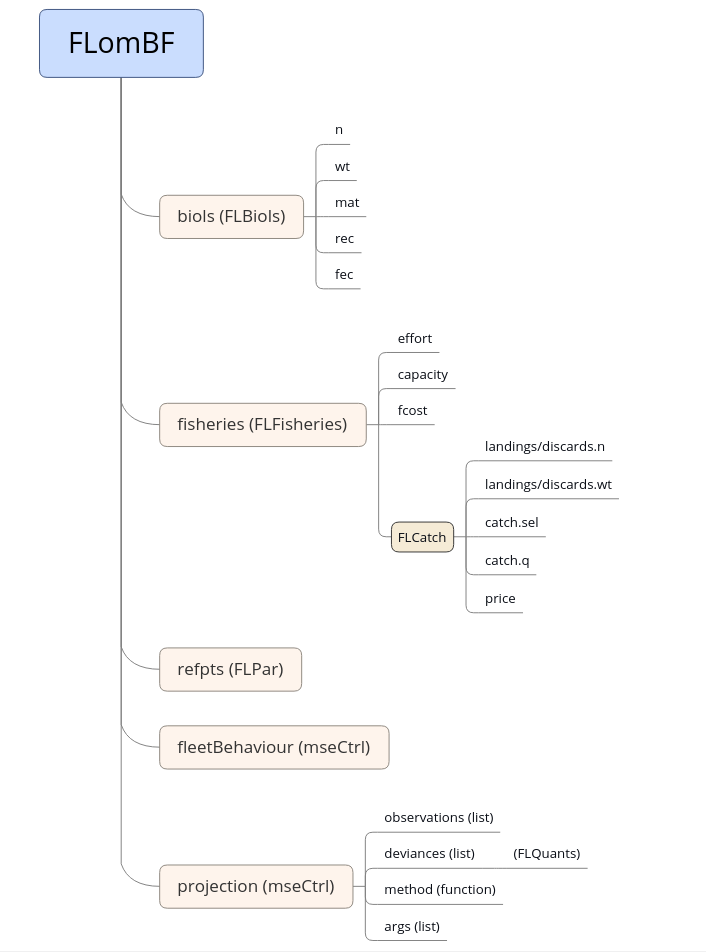 FLomBF
n
wt
biols (FLBiols)
mat
rec
fec
effort
capacity
fisheries (FLFisheries)
fcost
landings/discards.n
landings/discards.wt
catch.sel
FLCatch
catch.q
price
refpts (FLPar)
fleetBehaviour (mseCtrl)
observations (list)
deviances (list) (FLQuants)
projection (mseCtrl)
method (function)
args (list)